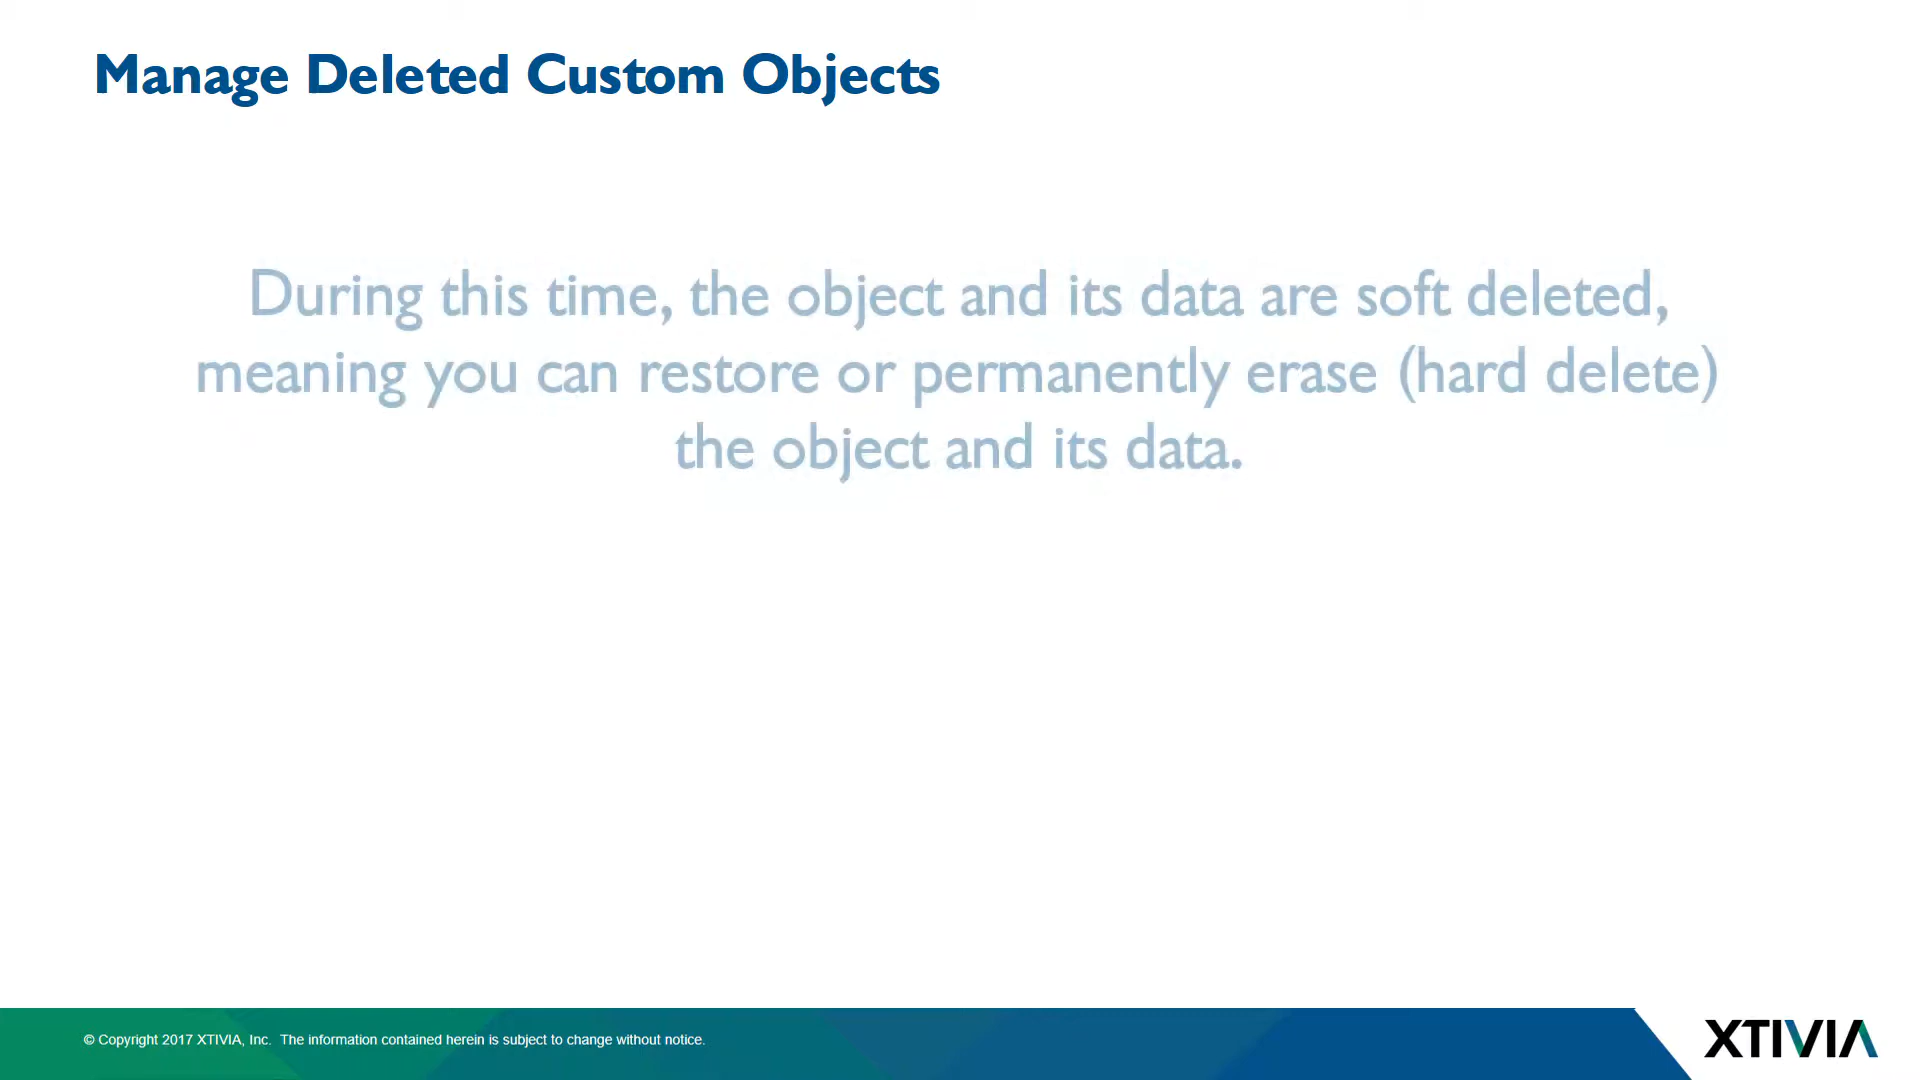 Manage Deleted Custom Objects
During this time, the object and its data are soft deleted,
meaning you can restore or permanently erase (hard delete)
the object and its data.
© Copyright 2017 XTIVIA, Inc.  The information contained herein is subject to change without notice.
XTIVIA